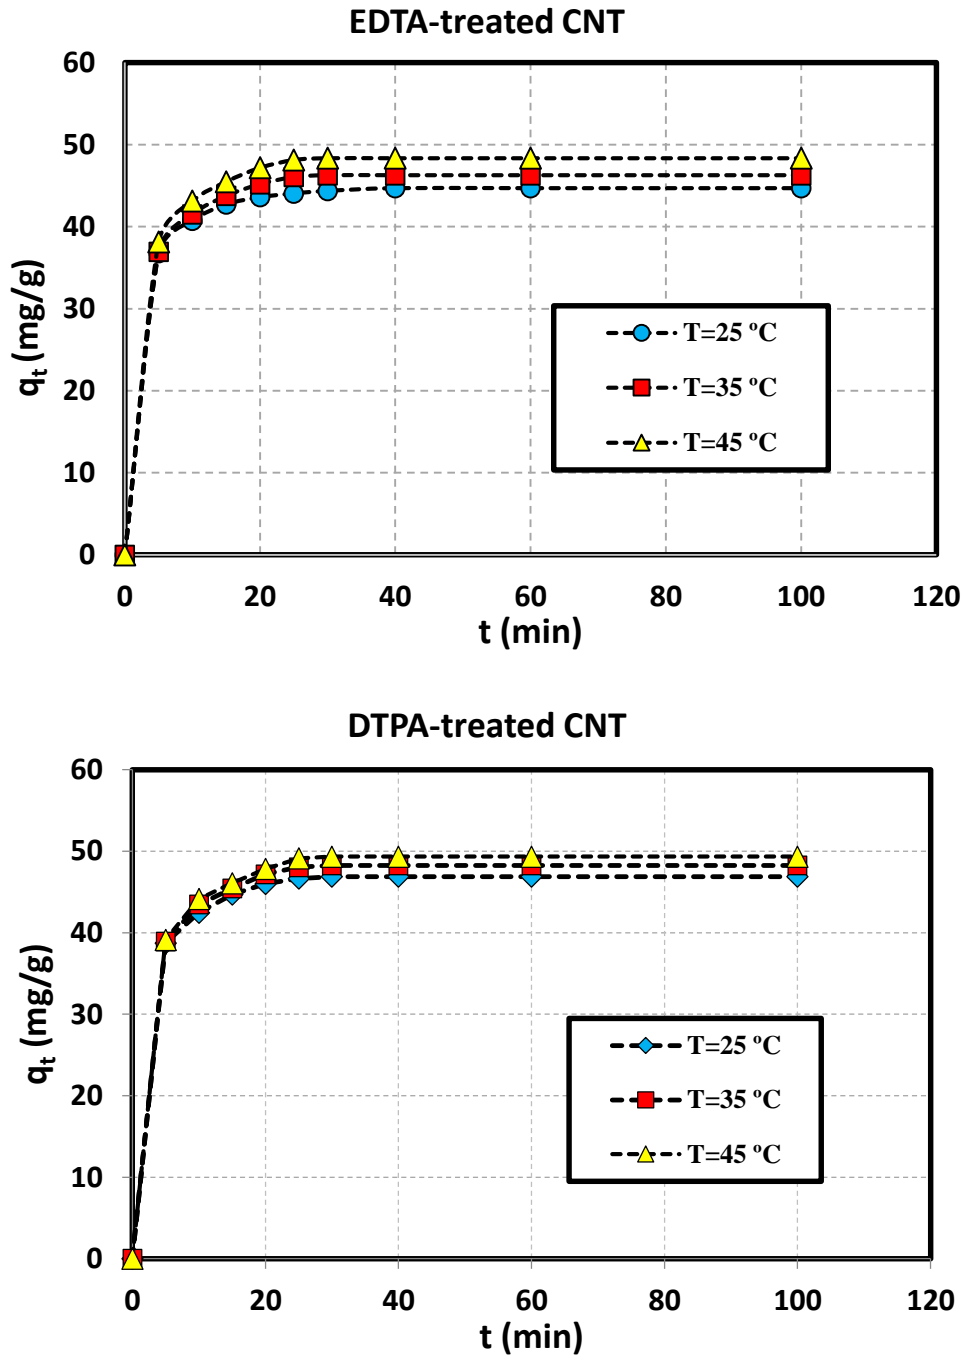 EDTA-treated CNT
60
50
40
30
20
10
0
qt (mg/g)
T=25 ºC
T=35 ºC
T=45 ºC
0 20 40 60 80 100 120
t (min)
DTPA-treated CNT
60
50
40
30
20
10
0
qt (mg/g)
T=25 ºC
T=35 ºC
T=45 ºC
0 20 40 60 80 100 120
t (min)